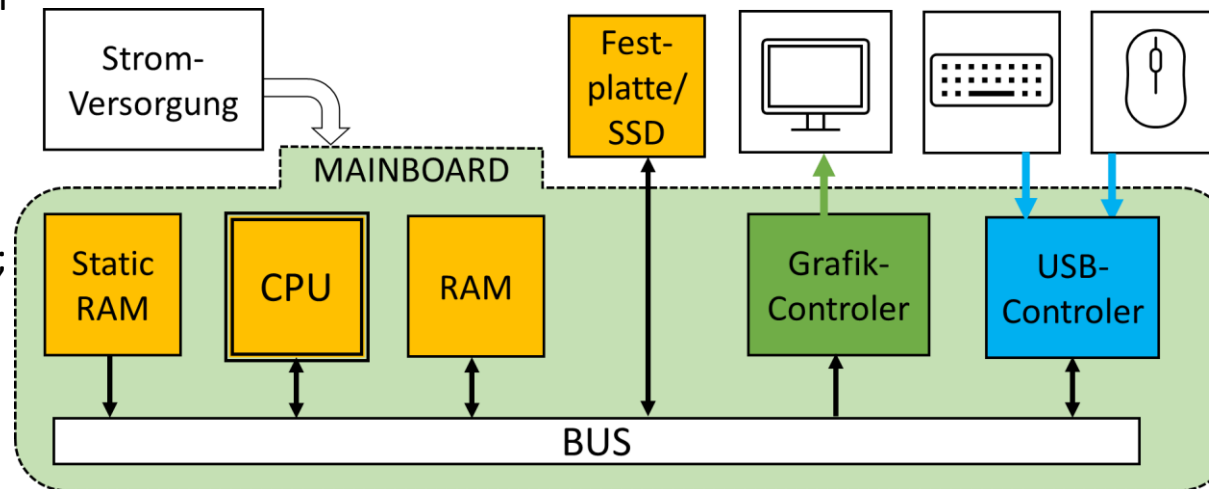 Strom-
Versorgung
Fest-
platte/
SSD
MAINBOARD
;
Static
RAM
CPU
RAM
Grafik-
Controler
USB-
Controler
BUS